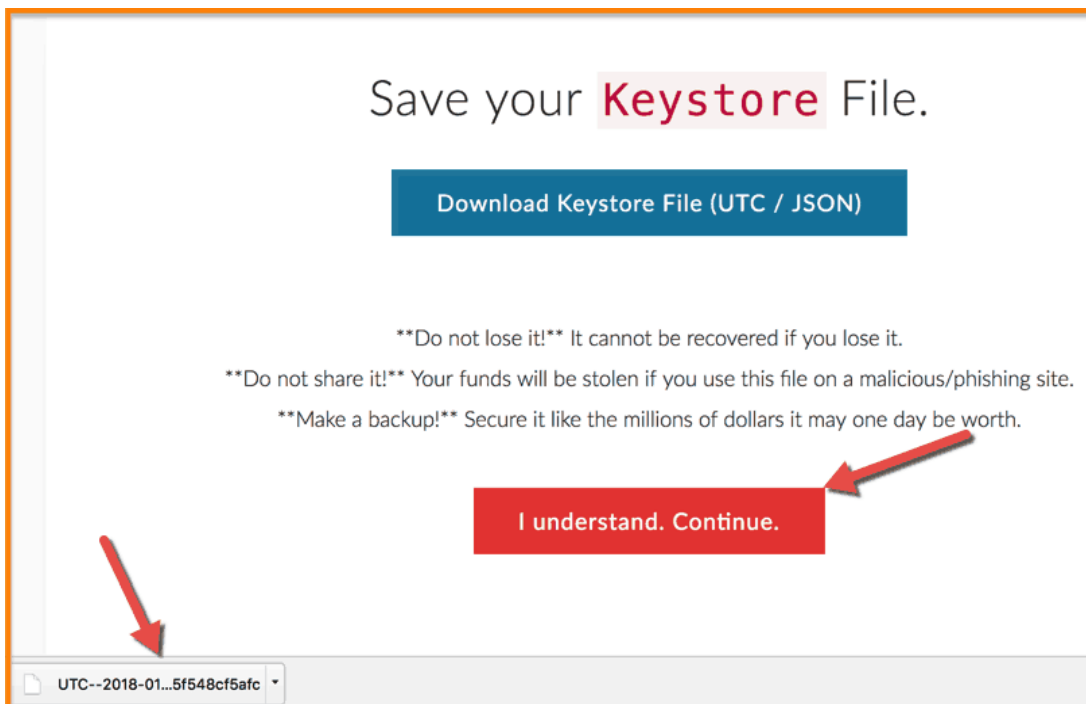 Save your Keystore File.
Download Keystore File (UTC / JSON)
**Do not lose it!** It cannot be recovered if you lose it.
**Do not share it!** Your funds will be stolen if you use this file on a malicious/phishing site.
**Make a backup!** Secure it like the millions of dollars it may one day be worth.
I understand. Continue.
UTC--2018-01...5f548cf5afc